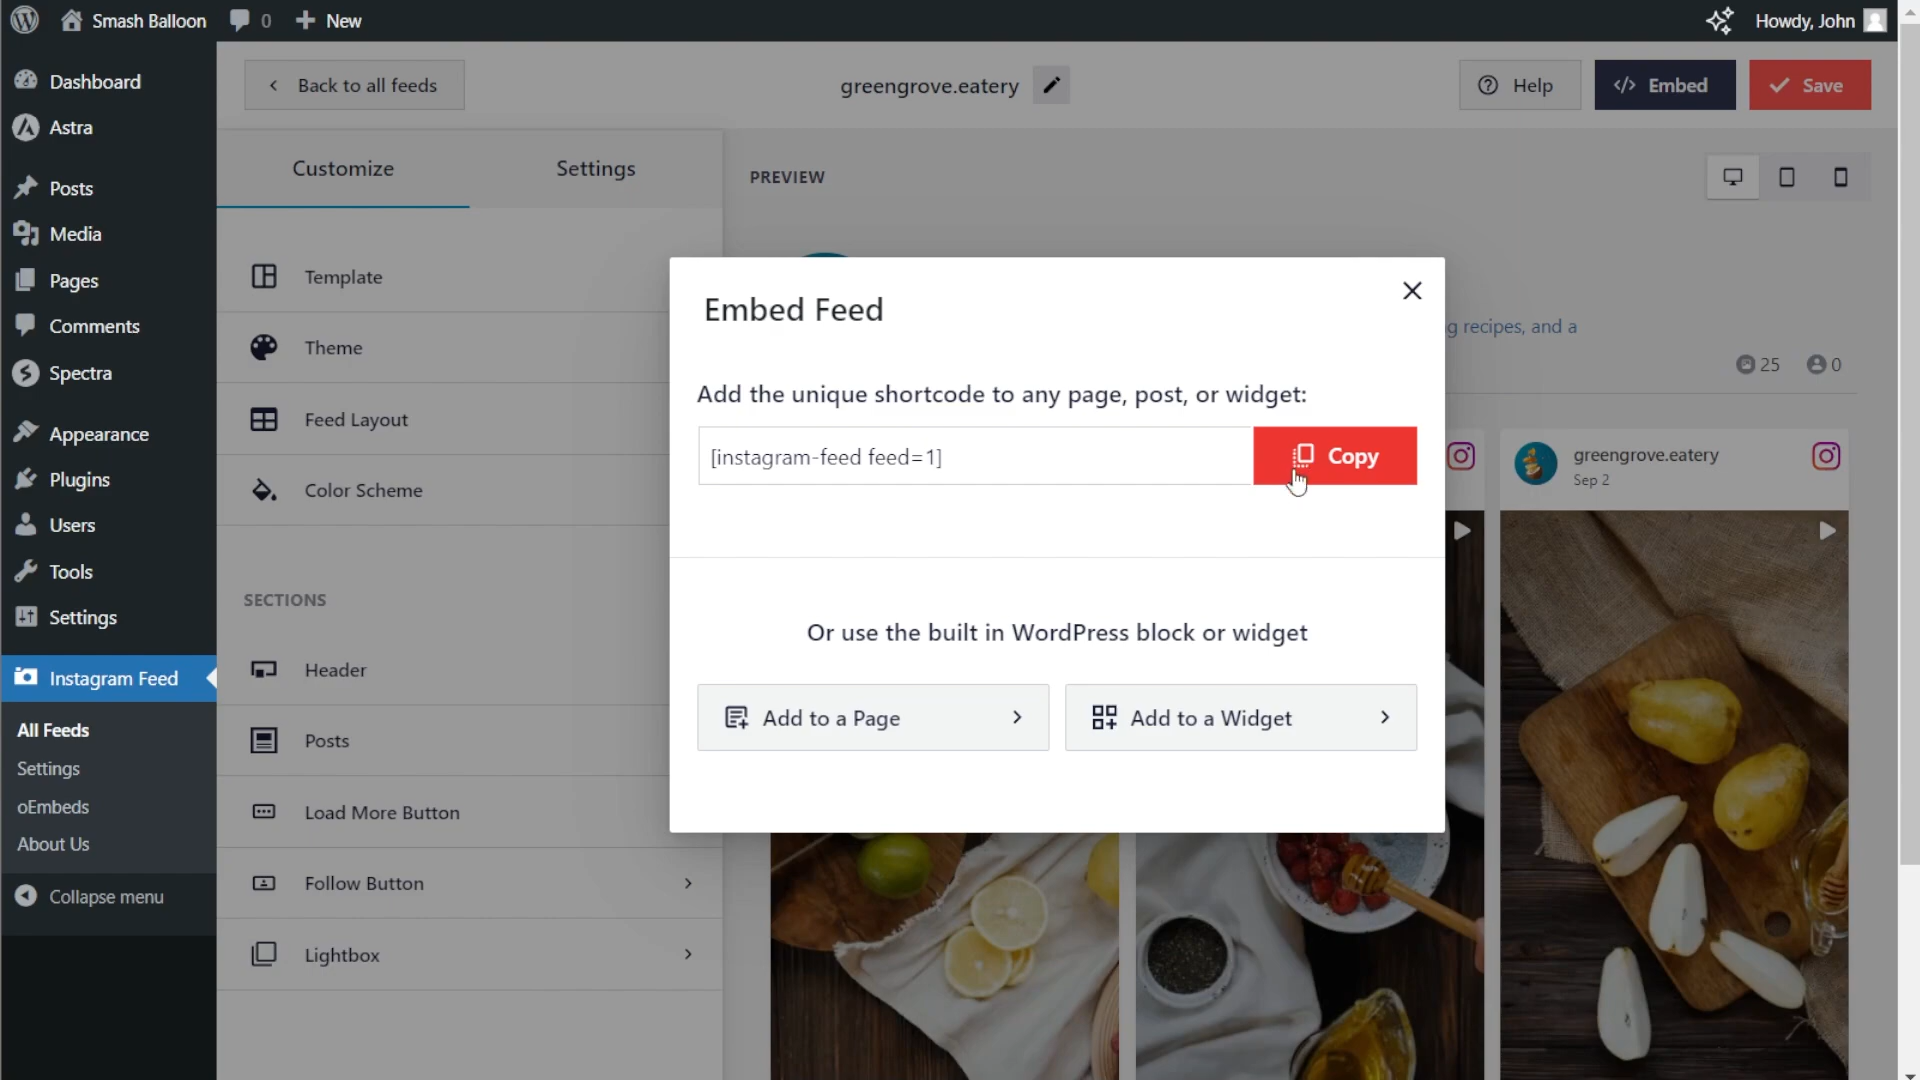 Smash Balloon 0 New Howdy, John
Dashboard
Astra
Posts
Media
Pages
Comments
Spectra
Appearance
Plugins
Users
Tools
Settings
Instagram Feed
All Feeds
Settings
oEmbeds
About Us
Collapse menu
Back to all feeds greengrove.eatery Help </> Embed Save
Customize Settings
Template
Theme
Feed Layout
Color Scheme
SECTIONS
Header
Posts
Load More Button
Follow Button
Lightbox
PREVIEW
g recipes, and a
25 0
greengrove.eatery
Sep 2
Embed Feed
Add the unique shortcode to any page, post, or widget:
[instagram-feed feed=1] Copy
Or use the built in WordPress block or widget
Add to a Page Add to a Widget